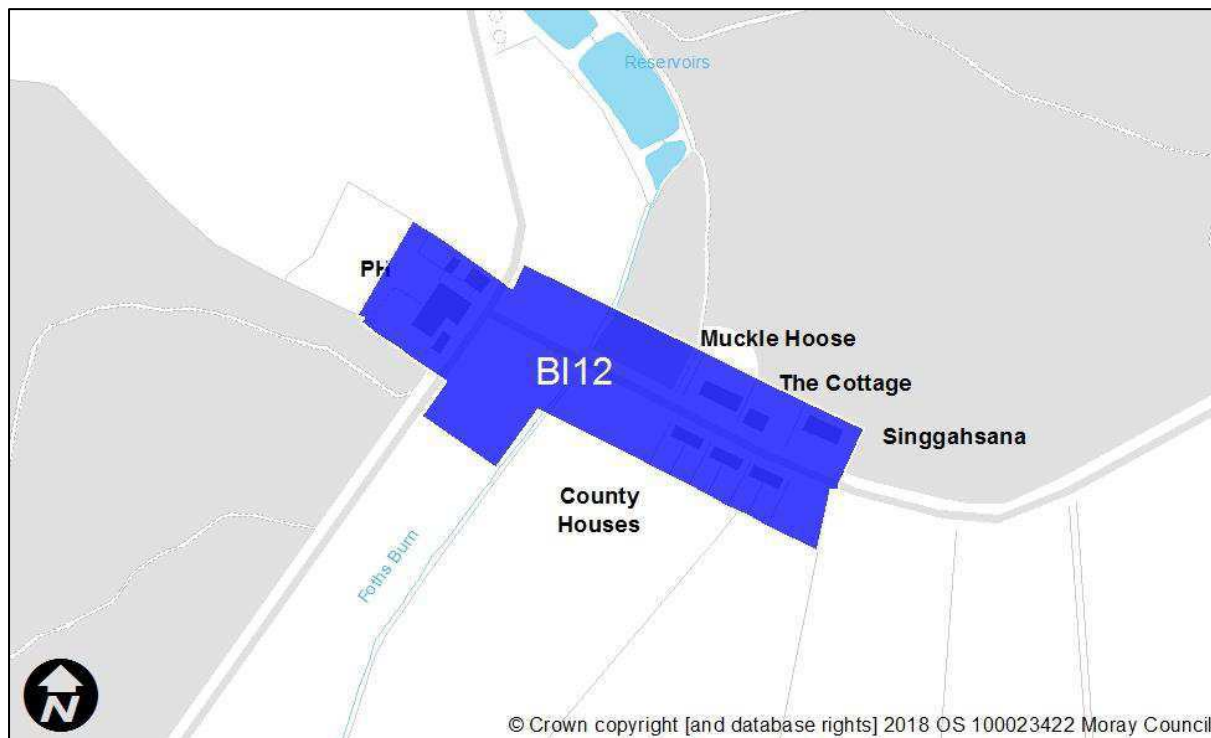 Reservoirs
PH
Muckle Hoose
BI12
The Cottage
Singgahsana
County
Houses
Foths Burn
N
© Crown copyright [and database rights] 2018 OS 100023422 Moray Council